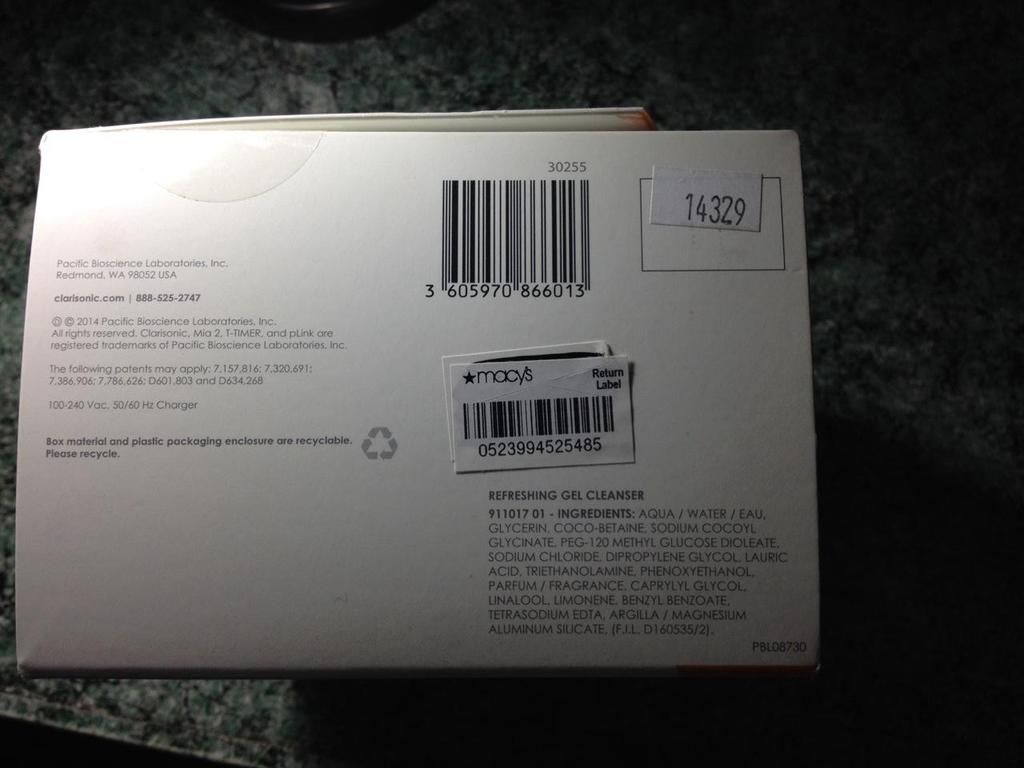 30255
14329
3 605970 866013
Pacific Bioscience Laboratories, Inc.
Redmond, WA 98052 USA
clarisonic.com | 888-525-2747
℗ © 2014 Pacific Bioscience Laboratories, Inc.
All rights reserved. Clarisonic, Mia 2, T-TIMER, and pLink are
registered trademarks of Pacific Bioscience Laboratories, Inc.
The following patents may apply: 7,157,816; 7,320,691;
7,386,906; 7,786,626; D601,803 and D634,268
100-240 Vac, 50/60 Hz Charger
Box material and plastic packaging enclosure are recyclable.
Please recycle.
★macy's
Return
Label
0523994525485
REFRESHING GEL CLEANSER
911017 01 - INGREDIENTS: AQUA / WATER / EAU,
GLYCERIN, COCO-BETAINE, SODIUM COCOYL
GLYCINATE, PEG-120 METHYL GLUCOSE DIOLEATE,
SODIUM CHLORIDE, DIPROPYLENE GLYCOL, LAURIC
ACID, TRIETHANOLAMINE, PHENOXYETHANOL,
PARFUM / FRAGRANCE, CAPRYLYL GLYCOL,
LINALOOL, LIMONENE, BENZYL BENZOATE,
TETRASODIUM EDTA, ARGILLA / MAGNESIUM
ALUMINUM SILICATE, (F.I.L. D160535/2).
PBL08730